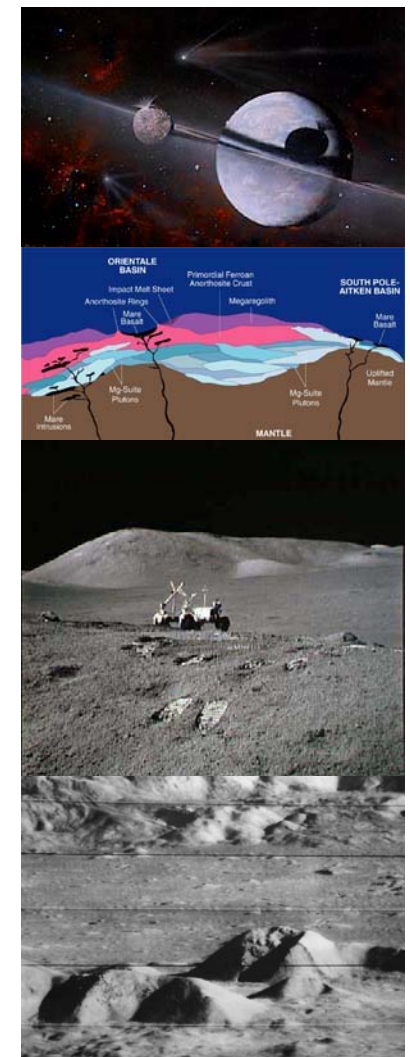 ORIENTALE
BASIN
Primordial Ferroan
Anorthosite Crust
SOUTH POLE-
AITKEN BASIN
Impact Melt Sheet
Megaregolith
Anorthosite Rings
Mare
Basalt
Mare
Basalt
Mg-Suite
Plutons
Mg-Suite
Plutons
Uplifted
Mantle
Mare
Intrusions
MANTLE